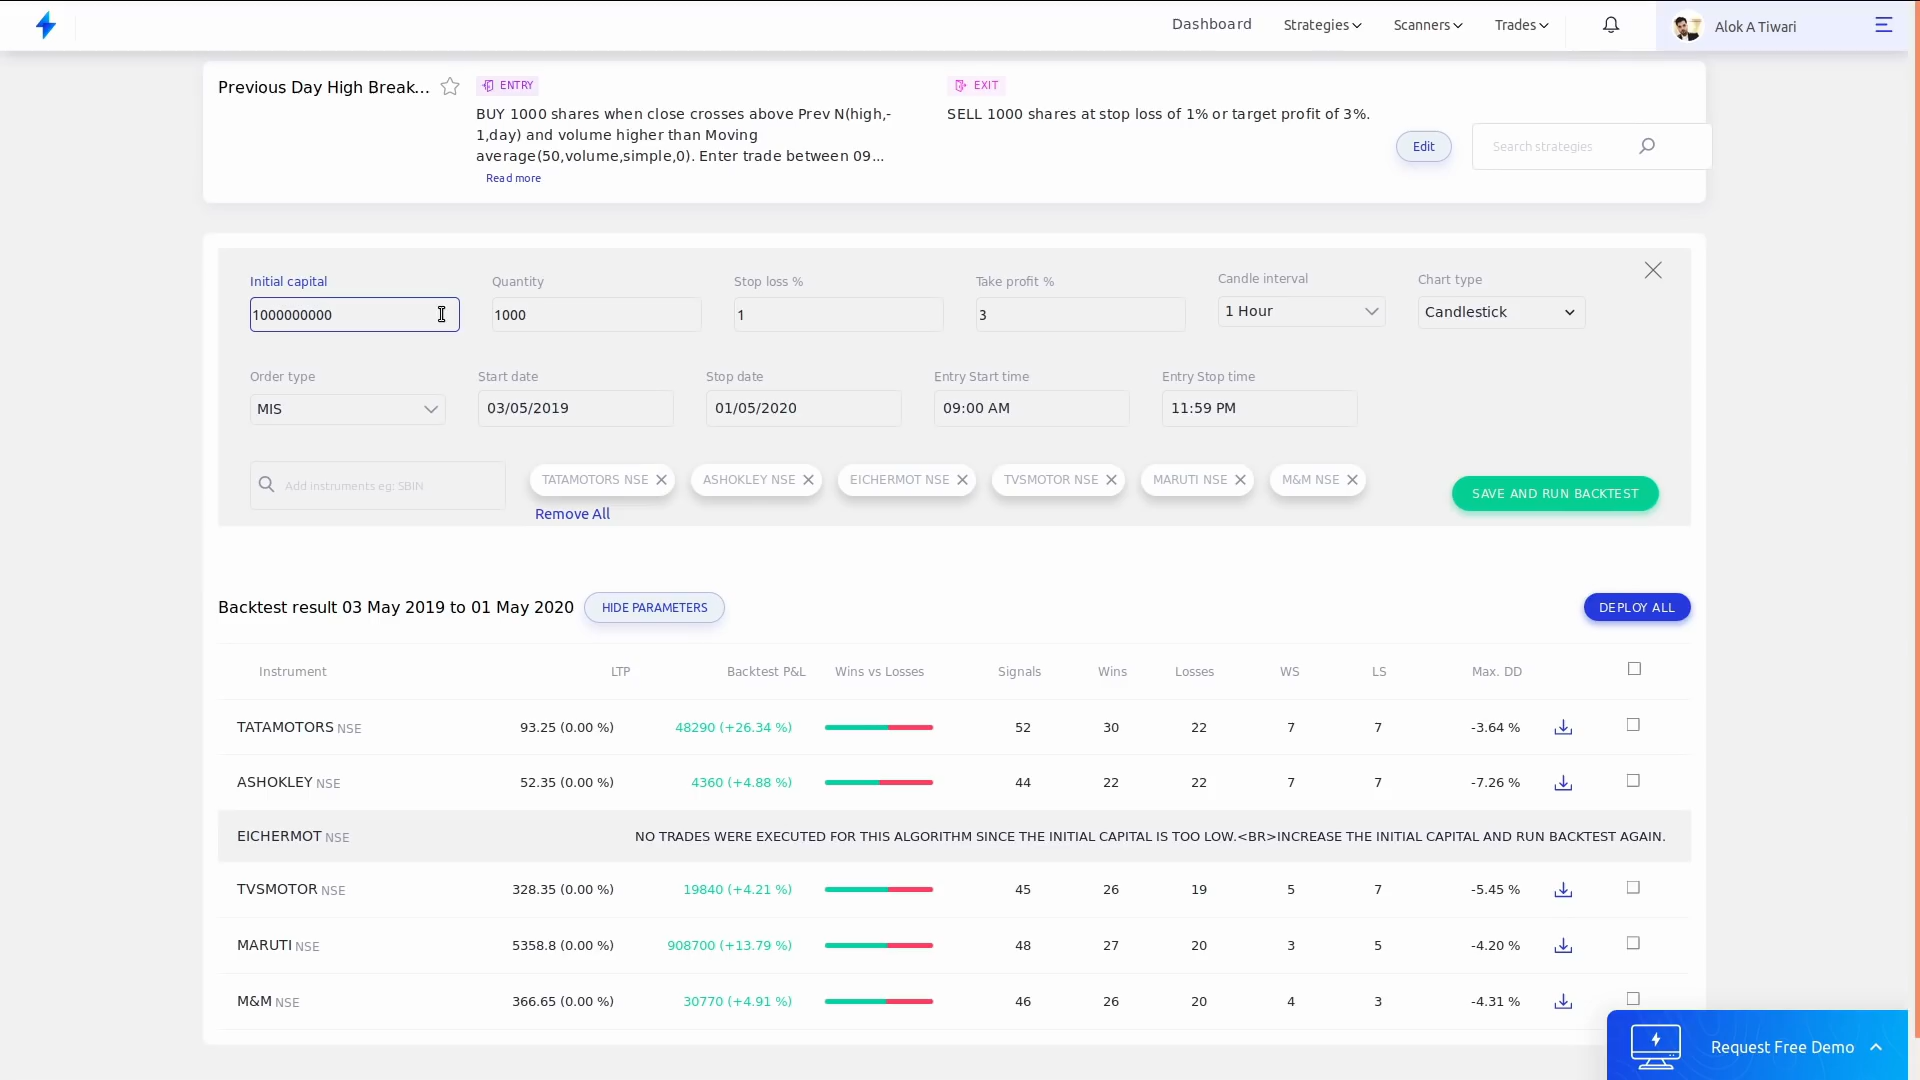 Dashboard Strategies Scanners Trades Alok A Tiwari
Previous Day High Break...
ENTRY
BUY 1000 shares when close crosses above Prev N(high,-
1,day) and volume higher than Moving
average(50,volume,simple,0). Enter trade between 09...
Read more
EXIT
SELL 1000 shares at stop loss of 1% or target profit of 3%.
Edit
Search strategies
Initial capital Quantity Stop loss % Take profit % Candle interval Chart type
1000000000 1000 1 3 1 Hour Candlestick
Order type Start date Stop date Entry Start time Entry Stop time
MIS 03/05/2019 01/05/2020 09:00 AM 11:59 PM
Add instruments eg: SBIN
TATAMOTORS NSE ASHOKLEY NSE EICHERMOT NSE TVSMOTOR NSE MARUTI NSE M&M NSE
Remove All
SAVE AND RUN BACKTEST
Backtest result 03 May 2019 to 01 May 2020 HIDE PARAMETERS DEPLOY ALL
Instrument LTP Backtest P&L Wins vs Losses Signals Wins Losses WS LS Max. DD
TATAMOTORS NSE 93.25 (0.00 %) 48290 (+26.34 %) 52 30 22 7 7 -3.64 %
ASHOKLEY NSE 52.35 (0.00 %) 4360 (+4.88 %) 44 22 22 7 7 -7.26 %
EICHERMOT NSE NO TRADES WERE EXECUTED FOR THIS ALGORITHM SINCE THE INITIAL CAPITAL IS TOO LOW.<BR>INCREASE THE INITIAL CAPITAL AND RUN BACKTEST AGAIN.
TVSMOTOR NSE 328.35 (0.00 %) 19840 (+4.21 %) 45 26 19 5 7 -5.45 %
MARUTI NSE 5358.8 (0.00 %) 908700 (+13.79 %) 48 27 20 3 5 -4.20 %
M&M NSE 366.65 (0.00 %) 30770 (+4.91 %) 46 26 20 4 3 -4.31 %
Request Free Demo